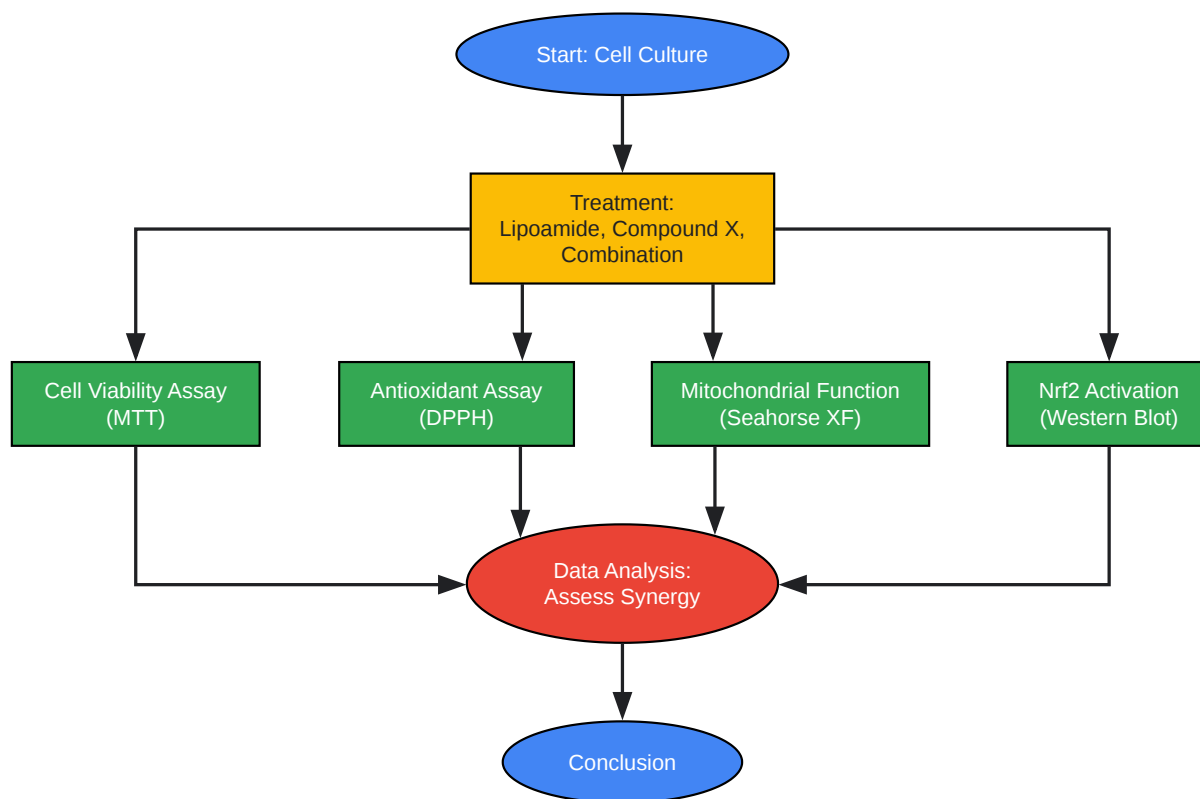 Start: Cell Culture
Treatment:
Lipoamide, Compound X,
Combination
Cell Viability Assay
(MTT)
Antioxidant Assay
(DPPH)
Mitochondrial Function
(Seahorse XF)
Nrf2 Activation
(Western Blot)
Data Analysis:
Assess Synergy
Conclusion